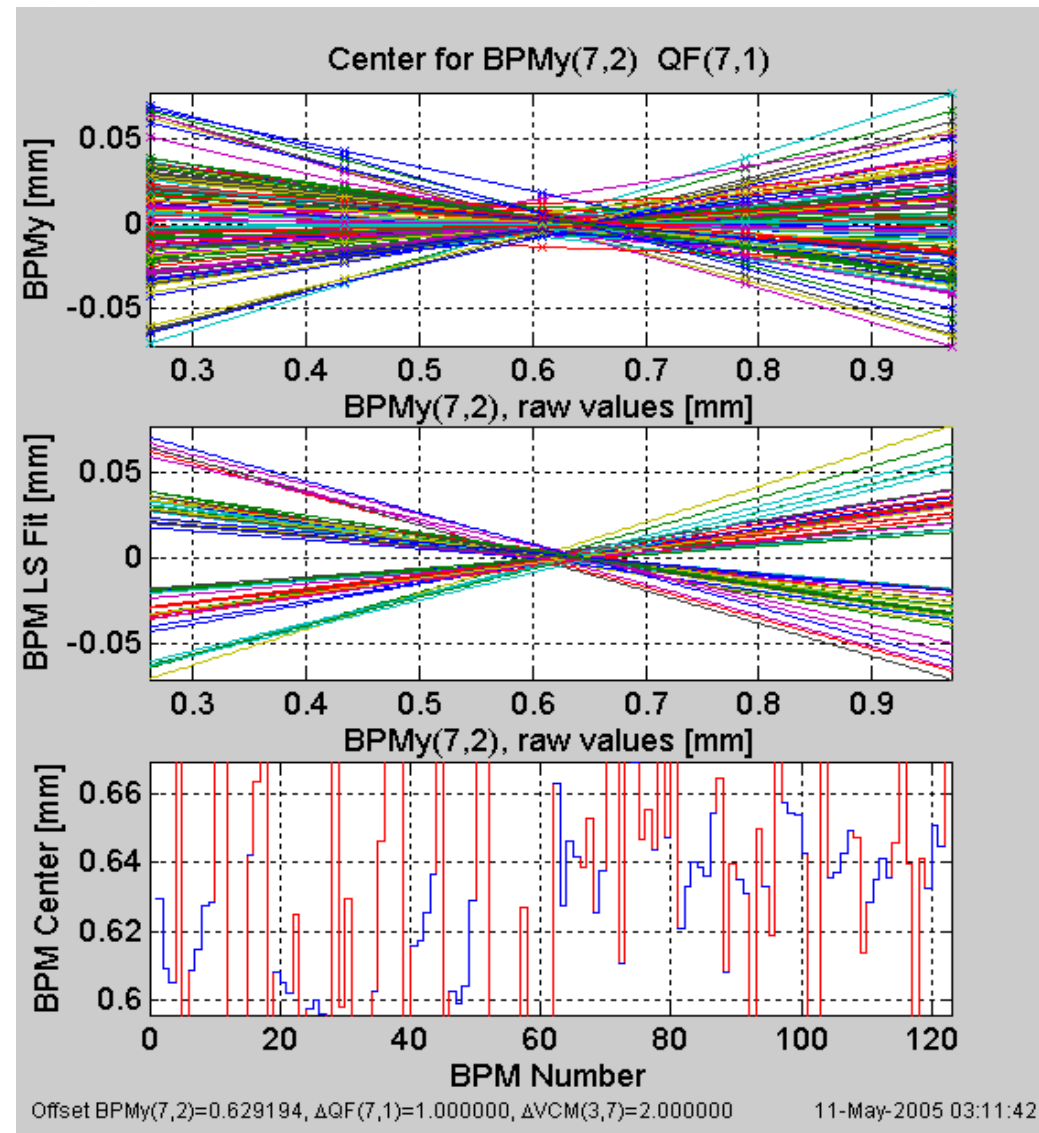 Center for BPMy(7,2) QF(7,1)
BPMy [mm]
0.05
0
-0.05
0.3 0.4 0.5 0.6 0.7 0.8 0.9
BPMy(7,2), raw values [mm]
BPM LS Fit [mm]
0.05
0
-0.05
0.3 0.4 0.5 0.6 0.7 0.8 0.9
BPMy(7,2), raw values [mm]
BPM Center [mm]
0.66
0.64
0.62
0.6
0 20 40 60 80 100 120
BPM Number
Offset BPMy(7,2)=0.629194, ΔQF(7,1)=1.000000, ΔVCM(3,7)=2.000000 11-May-2005 03:11:42